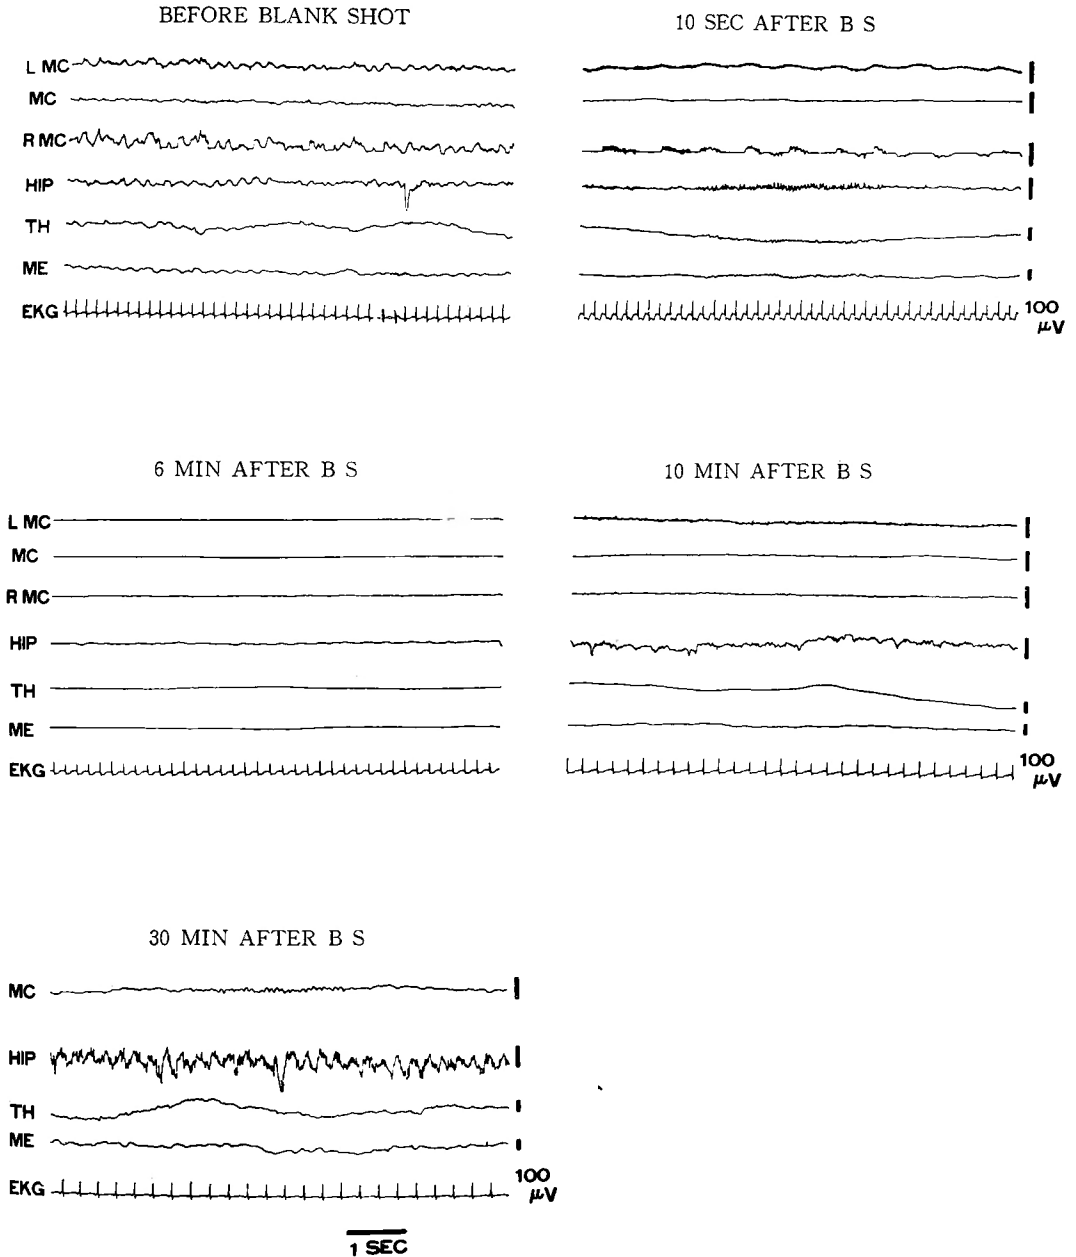 BEFORE BLANK SHOT
L MC
MC
R MC
HIP
TH
ME
EKG
10 SEC AFTER B S
100
μV
6 MIN AFTER B S
L MC
MC
R MC
HIP
TH
ME
EKG
10 MIN AFTER B S
100
μV
30 MIN AFTER B S
MC
HIP
TH
ME
EKG
100
μV
1 SEC